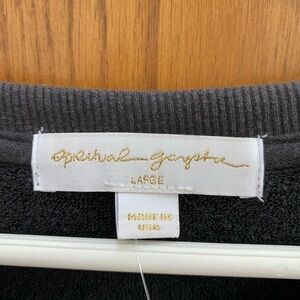 spiritual gangster
LARGE
MADE IN
USA